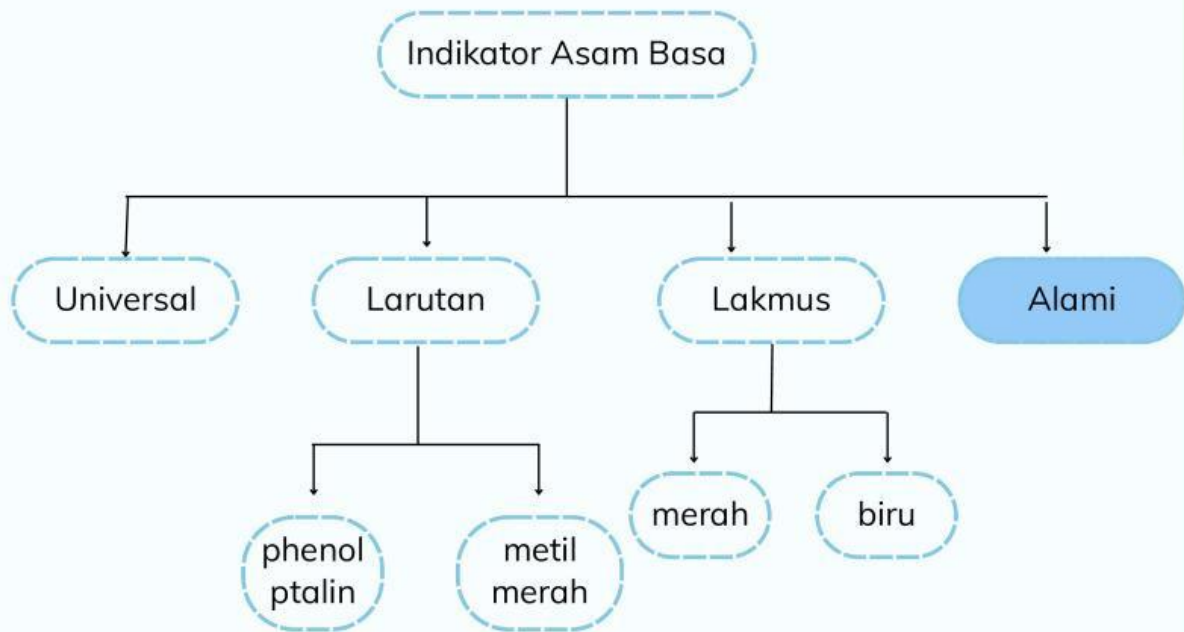 Indikator Asam Basa
Universal
Larutan
Lakmus
Alami
phenol
ptalin
metil
merah
merah
biru